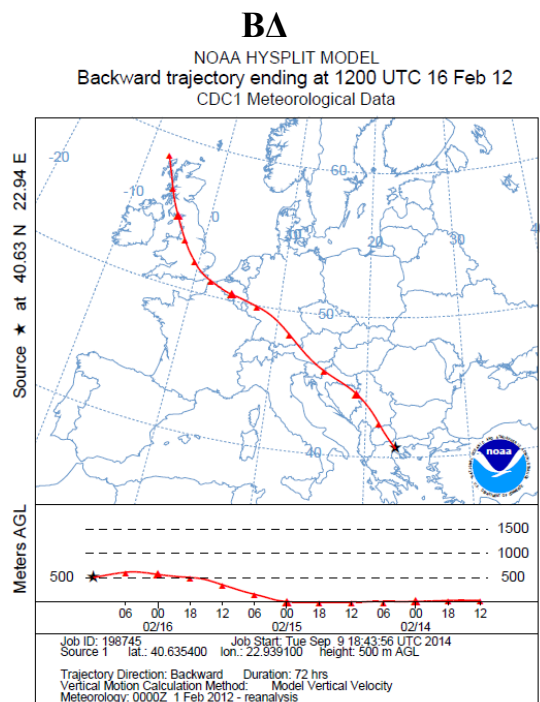 ΒΔ
NOAA HYSPLIT MODEL
Backward trajectory ending at 1200 UTC 16 Feb 12
CDC1 Meteorological Data
Source ★ at 40.63 N 22.94 E
-20
-10
0
60
20
50
40
10
noaa
Meters AGL
1500
1000
500
500
06 00 18 12 06 00 18 12 06 00 18 12
02/16 02/15 02/14
Job ID: 198745 Job Start: Tue Sep 9 18:43:56 UTC 2014
Source 1 lat.: 40.635400 lon.: 22.939100 height: 500 m AGL
Trajectory Direction: Backward Duration: 72 hrs
Vertical Motion Calculation Method: Model Vertical Velocity
Meteorology: 0000Z 1 Feb 2012 - reanalysis